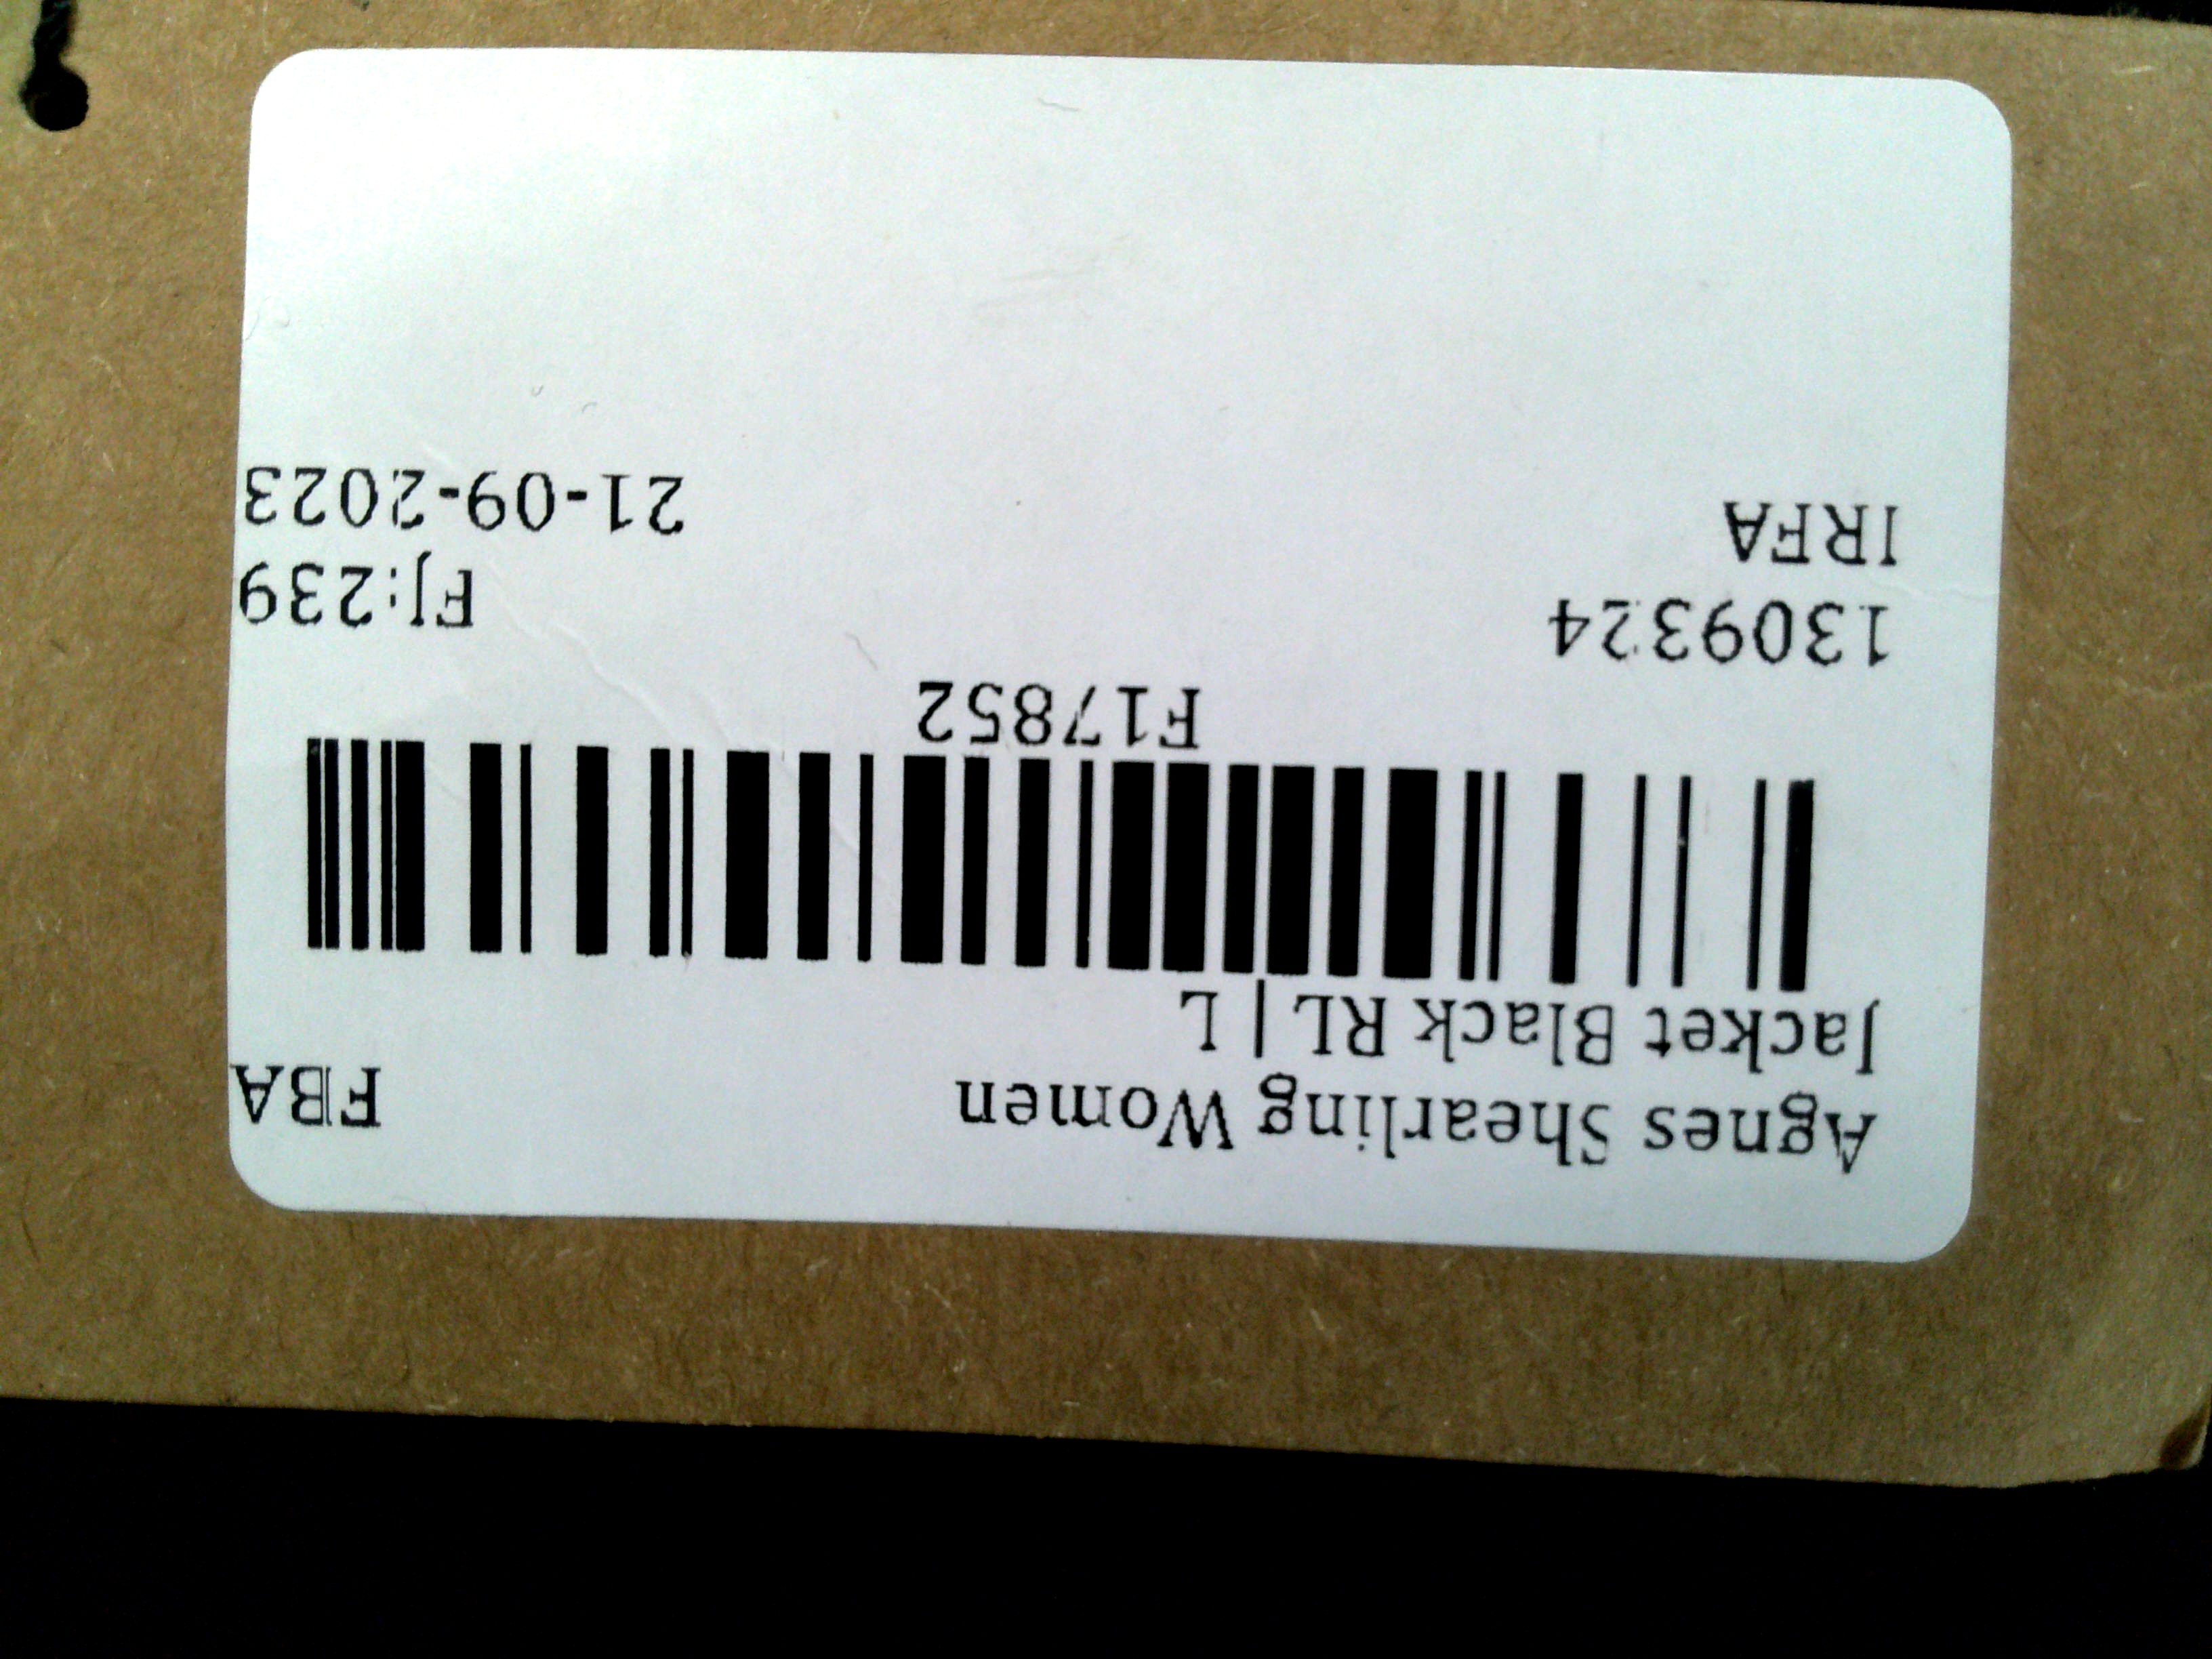 Agnes Shearling Women
FBA
Jacket Black RL | L
F17852
1309324
FJ:239
IRFA
21-09-2023